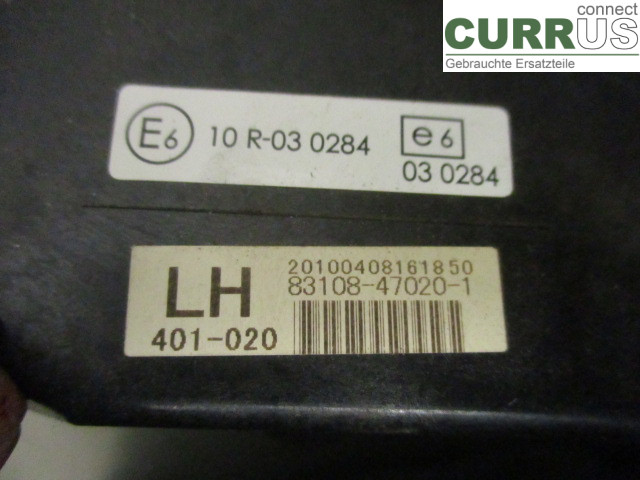 connect
CURRUS
Gebrauchte Ersatzteile
E6 10 R-03 0284 e6
03 0284
LH 20100408161850
83108-47020-1
401-020